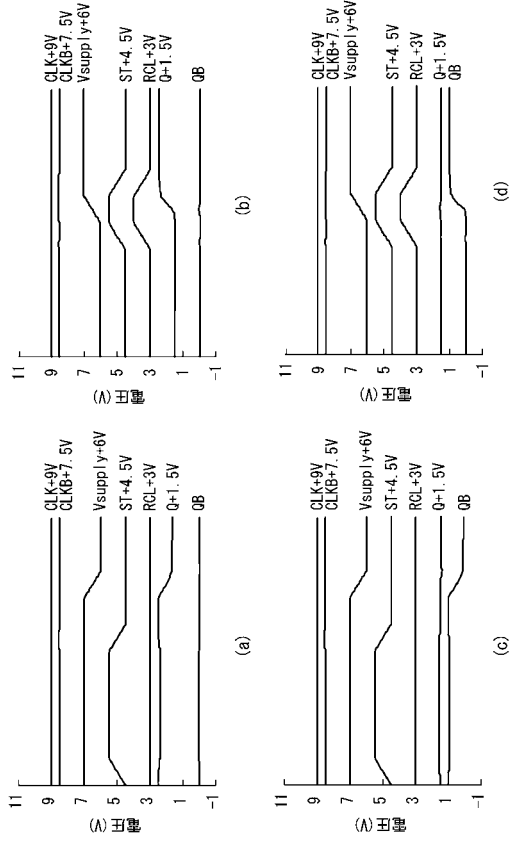 11
9
7
5
3
1
-1
電圧(V)
CLK+9V
CLKB+7.5V
Vsupply+6V
ST+4.5V
RCL+3V
Q+1.5V
QB
(a)
11
9
7
5
3
1
-1
電圧(V)
CLK+9V
CLKB+7.5V
Vsupply+6V
ST+4.5V
RCL+3V
Q+1.5V
QB
(b)
11
9
7
5
3
1
-1
電圧(V)
CLK+9V
CLKB+7.5V
Vsupply+6V
ST+4.5V
RCL+3V
Q+1.5V
QB
(c)
11
9
7
5
3
1
-1
電圧(V)
CLK+9V
CLKB+7.5V
Vsupply+6V
ST+4.5V
RCL+3V
Q+1.5V
QB
(d)